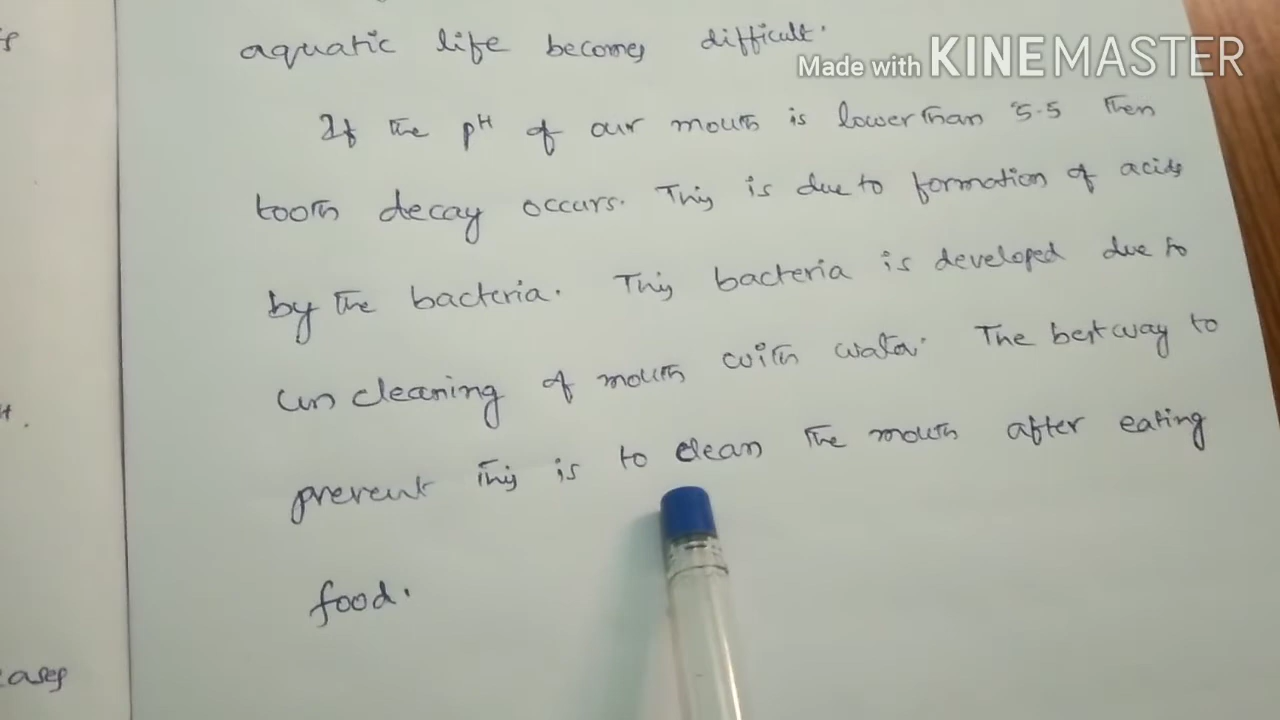 is
aquatic life becomes difficult.
Made with KINEMASTER
If the pH of our mouth is lower than 5.5 then
tooth decay occurs. This is due to formation of acids
by the bacteria. This bacteria is developed due to
un cleaning of mouth with water. The best way to
H.
prevent this is to clean the mouth after eating
food.
eases